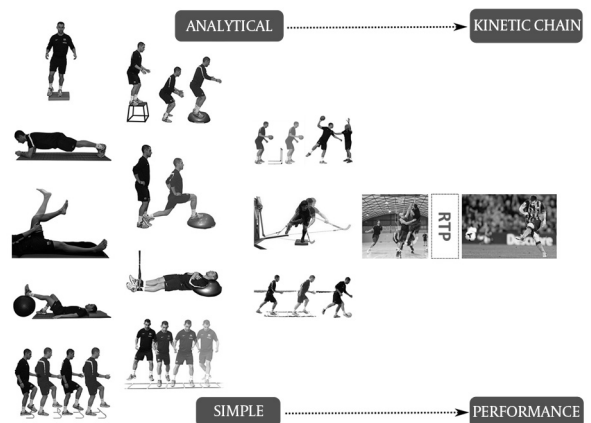 ANALYTICAL
KINETIC CHAIN
RTP
SIMPLE
PERFORMANCE